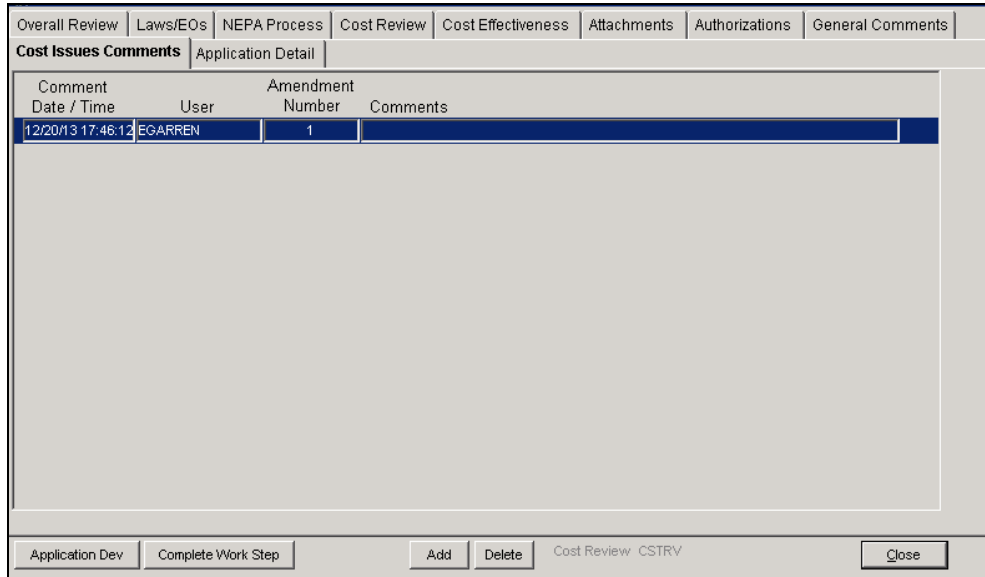 Overall Review Laws/EOs NEPA Process Cost Review Cost Effectiveness Attachments Authorizations General Comments
Cost Issues Comments Application Detail
Comment Amendment
Date / Time User Number Comments
12/20/13 17:46:12 EGARREN 1
Application Dev Complete Work Step Add Delete Cost Review CSTRV Close